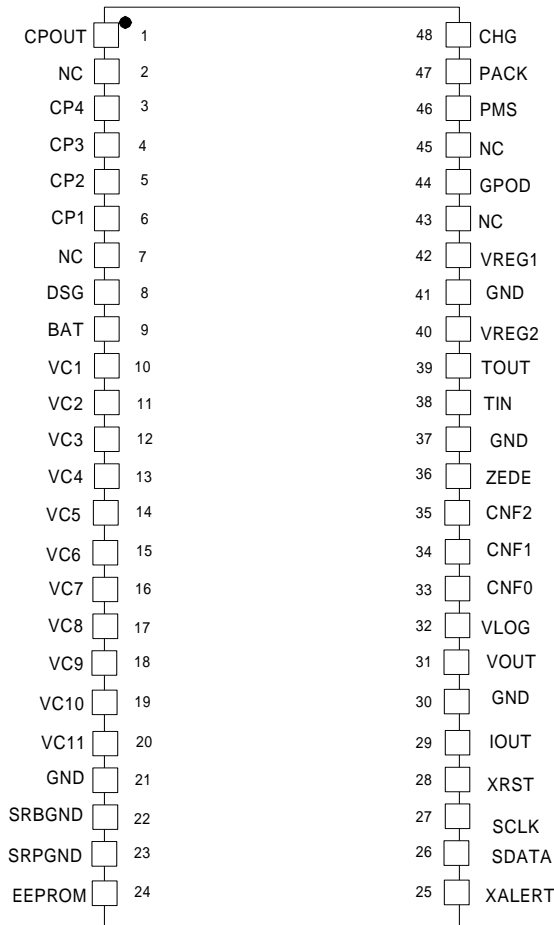 CPOUT 1 48 CHG
NC 2 47 PACK
CP4 3 46 PMS
CP3 4 45 NC
CP2 5 44 GPOD
CP1 6 43 NC
NC 7 42 VREG1
DSG 8 41 GND
BAT 9 40 VREG2
VC1 10 39 TOUT
VC2 11 38 TIN
VC3 12 37 GND
VC4 13 36 ZEDE
VC5 14 35 CNF2
VC6 15 34 CNF1
VC7 16 33 CNF0
VC8 17 32 VLOG
VC9 18 31 VOUT
VC10 19 30 GND
VC11 20 29 IOUT
GND 21 28 XRST
SRBGND 22 27 SCLK
SRPGND 23 26 SDATA
EEPROM 24 25 XALERT